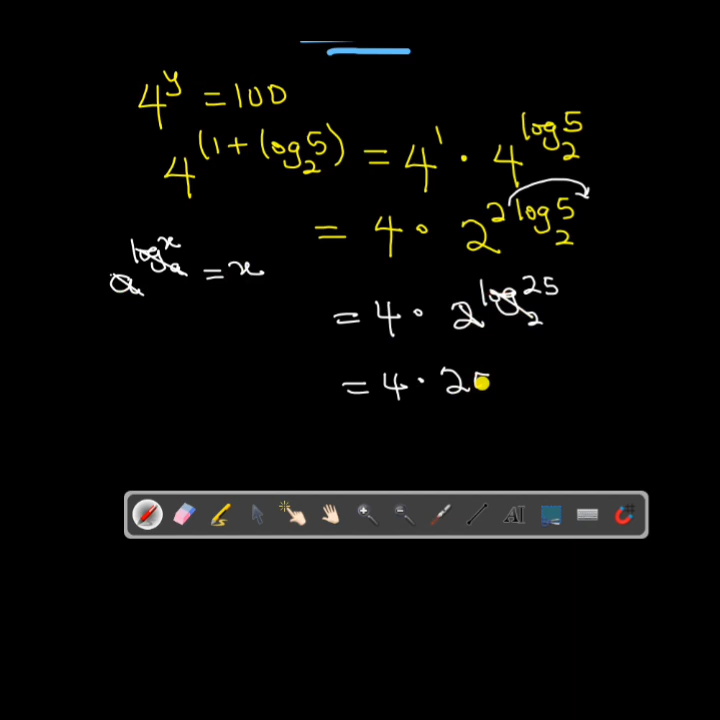 4^y = 100
4^(1 + log_2 5) = 4^1 · 4^log_2 5
= 4 · 2^2 log_2 5
a^log_a x = x
= 4 · 2^log_2 25
= 4 · 25
AI